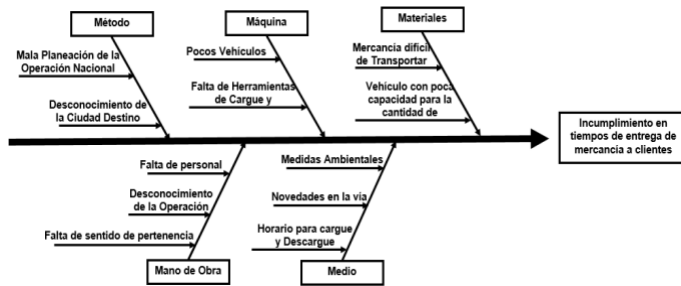 Método
Máquina
Materiales
Mala Planeación de la
Operación Nacional
Desconocimiento de
la Ciudad Destino
Pocos Vehículos
Falta de Herramientas
de Cargue y
Mercancía difícil
de Transportar
Vehículo con poca
capacidad para la
cantidad de
Incumplimiento en
tiempos de entrega de
mercancía a clientes
Falta de personal
Desconocimiento
de la Operación
Falta de sentido de pertenencia
Medidas Ambientales
Novedades en la vía
Horario para cargue
y Descargue
Mano de Obra
Medio